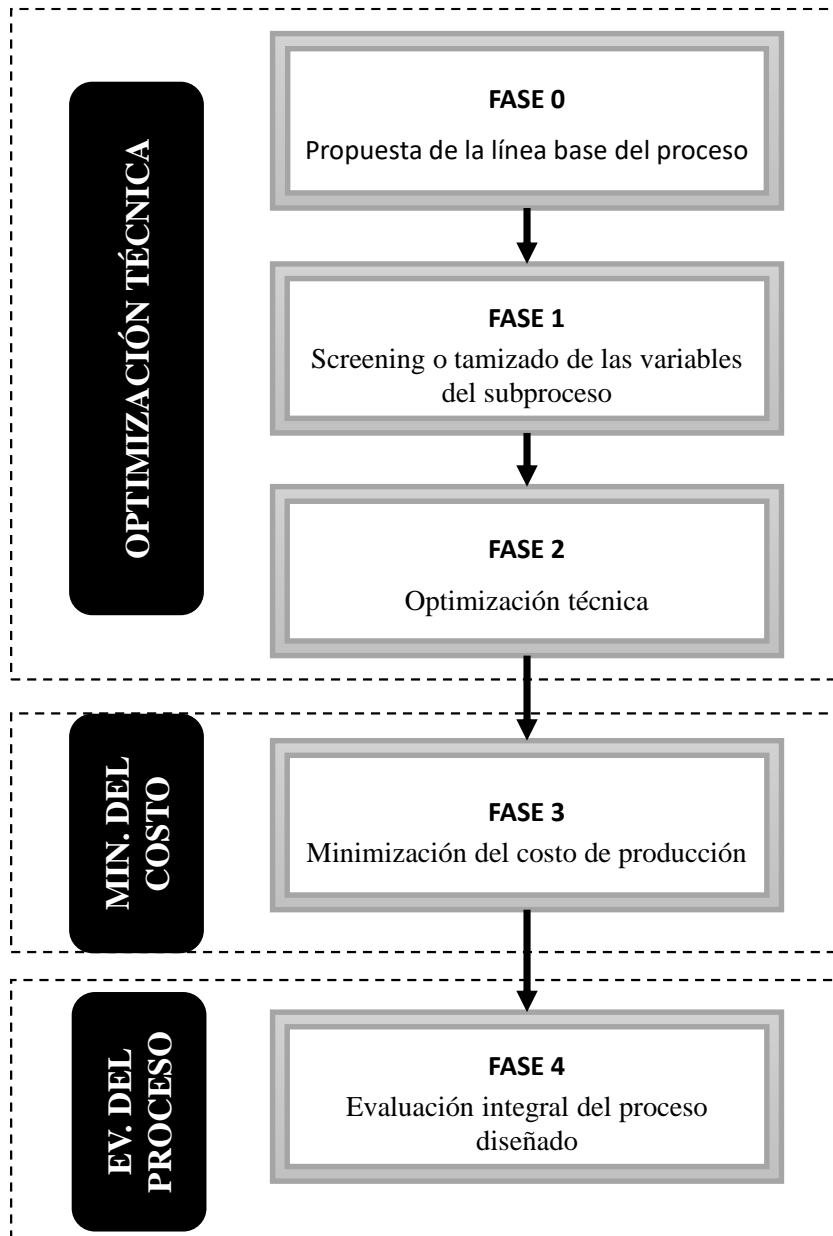 OPTIMIZACIÓN TÉCNICA
FASE 0
Propuesta de la línea base del proceso
FASE 1
Screening o tamizado de las variables
del subproceso
FASE 2
Optimización técnica
MIN. DEL
COSTO
FASE 3
Minimización del costo de producción
EV. DEL
PROCESO
FASE 4
Evaluación integral del proceso
diseñado